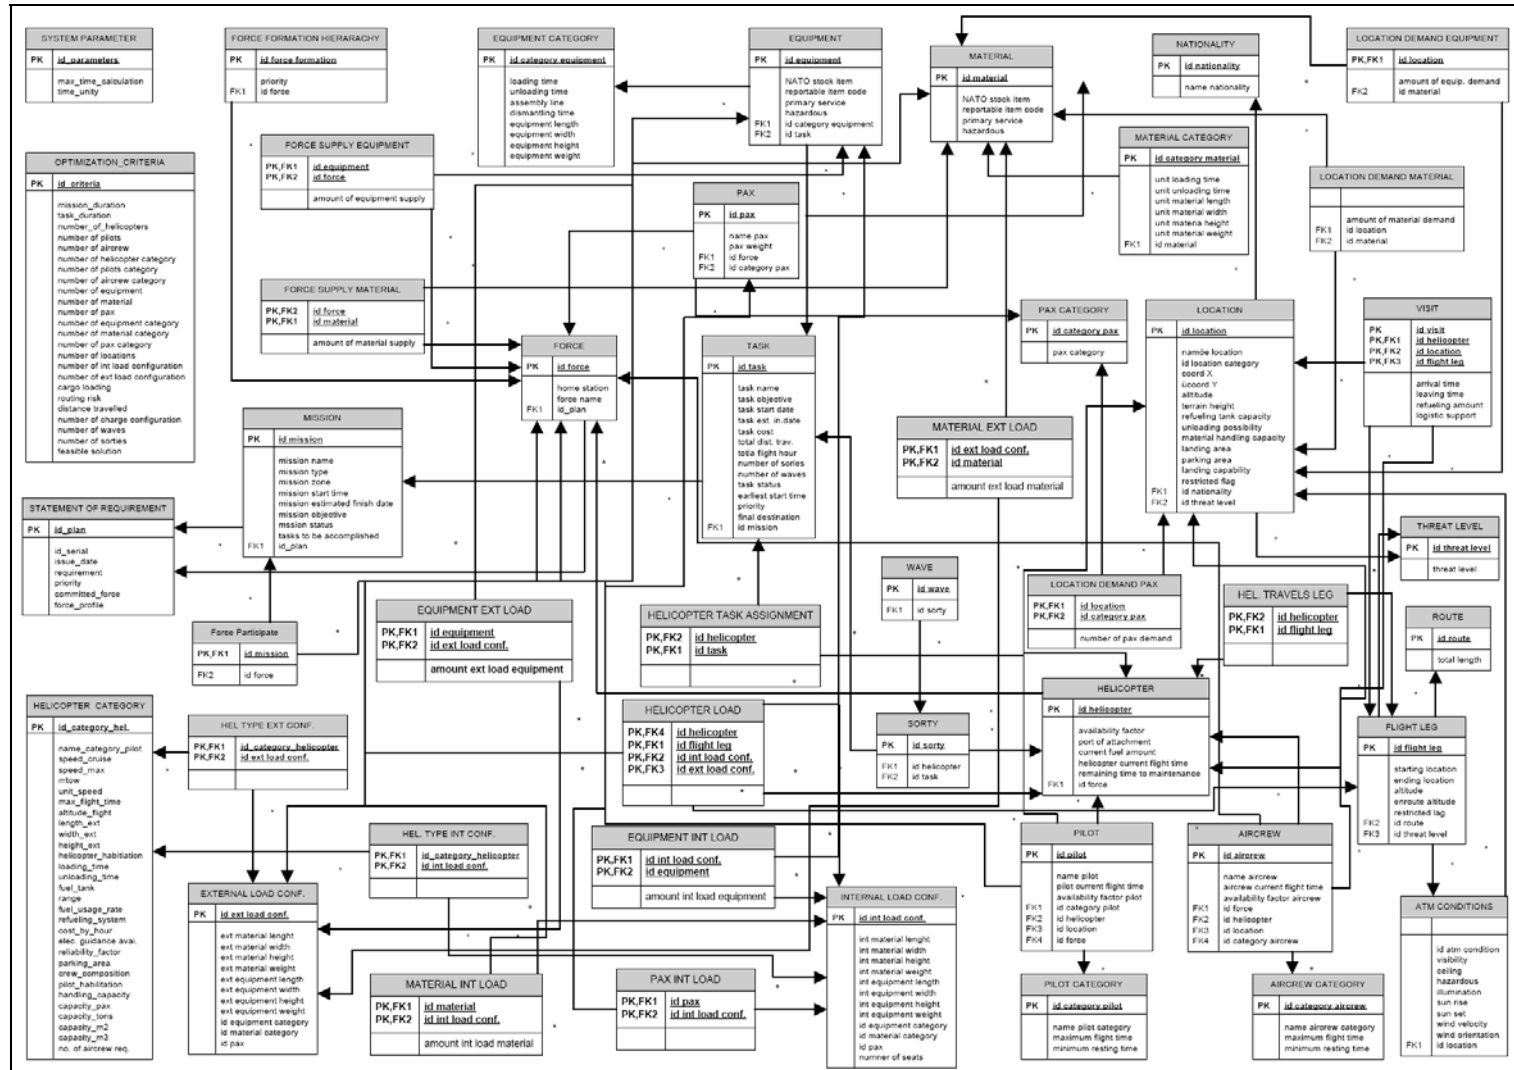 SYSTEM PARAMETER
PK id_parameters
max_time_calculation
time_unity
FORCE FORMATION HIERARACHY
PK id force formation
priority
FK1 id force
EQUIPMENT CATEGORY
PK id category equipment
loading time
unloading time
assembly line
dismantling time
equipment length
equipment width
equipment height
equipment weight
EQUIPMENT
PK id equipment
NATO stock item
reportable item code
primary service
hazardous
FK1 id category equipment
FK2 id task
MATERIAL
PK id material
NATO stock item
reportable item code
primary service
hazardous
NATIONALITY
PK id nationality
name nationality
LOCATION DEMAND EQUIPMENT
PK,FK1 id location
amount of equip. demand
FK2 id material
OPTIMIZATION_CRITERIA
PK id_criteria
mission_duration
task_duration
number_of_helicopters
number of pilots
number of aircrew
number of helicopter category
number of pilots category
number of aircrew category
number of equipment
number of material
number of pax
number of equipment category
number of material category
number of pax category
number of locations
number of int load configuration
number of ext load configuration
cargo loading
routing risk
distance travelled
number of charge configuration
number of waves
number of sorties
feasible solution
FORCE SUPPLY EQUIPMENT
PK,FK1 id equipment
PK,FK2 id force
amount of equipment supply
PAX
PK id pax
name pax
pax weight
FK1 id force
FK2 id category pax
MATERIAL CATEGORY
PK id category material
unit loading time
unit unloading time
unit material length
unit material width
unit materia height
unit material weight
FK1 id material
LOCATION DEMAND MATERIAL
amount of material demand
FK1 id location
FK2 id material
FORCE SUPPLY MATERIAL
PK,FK2 id force
PK,FK1 id material
amount of material supply
FORCE
PK id force
home station
force name
FK1 id_plan
TASK
PK id task
task name
task objective
task start date
task est. in.date
task cost
total dist. trav.
totla flight hour
number of sories
number of waves
task status
earliest start time
priority
final destination
FK1 id mission
PAX CATEGORY
PK id category pax
pax category
LOCATION
PK id location
namöe location
id location category
coord X
ücoord Y
altitude
terrain height
refueling tank capacity
unloading possibility
material handling capacity
landing area
parking area
landing capability
restricted flag
FK1 id nationality
FK2 id threat level
VISIT
PK id visit
PK,FK1 id helicopter
PK,FK2 id location
PK,FK3 id flight leg
arrival time
leaving time
refueling amount
logistic support
MISSION
PK id mission
mission name
mission type
mission zone
mission start time
mission estimated finish date
mission objective
mssion status
tasks to be accomplished
FK1 id_plan
MATERIAL EXT LOAD
PK,FK1 id ext load conf.
PK,FK2 id material
amount ext load material
STATEMENT OF REQUIREMENT
PK id_plan
id_serial
issue_date
requirement
priority
committed_force
force_profile
THREAT LEVEL
PK id threat level
threat level
WAVE
PK id wave
FK1 id sorty
LOCATION DEMAND PAX
PK,FK1 id location
PK,FK2 id category pax
number of pax demand
HEL. TRAVELS LEG
PK,FK2 id helicopter
PK,FK1 id flight leg
ROUTE
PK id route
total length
Force Participate
PK,FK1 id mission
FK2 id force
EQUIPMENT EXT LOAD
PK,FK1 id equipment
PK,FK2 id ext load conf.
amount ext load equipment
HELICOPTER TASK ASSIGNMENT
PK,FK2 id helicopter
PK,FK1 id task
HELICOPTER CATEGORY
PK id_category_hel.
name_category_pilot
speed_cruise
speed_max
mtow
unit_speed
max_flight_time
altitude_flight
length_ext
width_ext
height_ext
helicopter_habitiation
loading_time
unloading_time
fuel_tank
range
fuel_usage_rate
refueling_system
cost_by_hour
elec. guidance avai.
reliability_factor
parking_area
crew_composition
pilot_habilitation
handling_capacity
capacity_pax
capacity_tons
capacity_m2
capacity_m3
no. of aircrew req.
HEL TYPE EXT CONF.
PK,FK1 id_category_helicopter
PK,FK2 id ext load conf.
HELICOPTER LOAD
PK,FK4 id helicopter
PK,FK1 id flight leg
PK,FK2 id int load conf.
PK,FK3 id ext load conf.
SORTY
PK id sorty
FK1 id helicopter
FK2 id task
HELICOPTER
PK id helicopter
availability factor
port of attachment
current fuel amount
helicopter current flight time
remaining time to maintenance
FK1 id force
FLIGHT LEG
PK id flight leg
starting location
ending location
altitude
enroute altitude
restricted lag
FK2 id route
FK3 id threat level
HEL. TYPE INT CONF.
PK,FK1 id_category_helicopter
PK,FK2 id int load conf.
EQUIPMENT INT LOAD
PK,FK1 id int load conf.
PK,FK2 id equipment
amount int load equipment
PILOT
PK id pilot
name pilot
pilot current flight time
availability factor pilot
FK1 id category pilot
FK2 id helicopter
FK3 id location
FK4 id force
AIRCREW
PK id aircrew
name aircrew
aircrew current flight time
availability factor aircrew
FK1 id force
FK2 id helicopter
FK3 id location
FK4 id category aircrew
EXTERNAL LOAD CONF.
PK id ext load conf.
ext material lenght
ext material width
ext material height
ext material weight
ext equipment length
ext equipment width
ext equipment height
ext equipment weight
id equipment category
id material category
id pax
INTERNAL LOAD CONF.
PK id int load conf.
int material lenght
int material width
int material height
int material weight
int equipment length
int equipment width
int equipment height
int equipment weight
id equipment category
id material category
id pax
numner of seats
ATM CONDITIONS
id atm condition
visibility
ceiling
hazardous
illumination
sun rise
sun set
wind velocity
wind orientation
FK1 id location
MATERIAL INT LOAD
PK,FK1 id material
PK,FK2 id int load conf.
amount int load material
PAX INT LOAD
PK,FK1 id pax
PK,FK2 id int load conf.
PILOT CATEGORY
PK id category pilot
name pilot category
maximum flight time
minimum resting time
AIRCREW CATEGORY
PK id category aircrew
name aircrew category
maximum flight time
minimum resting time